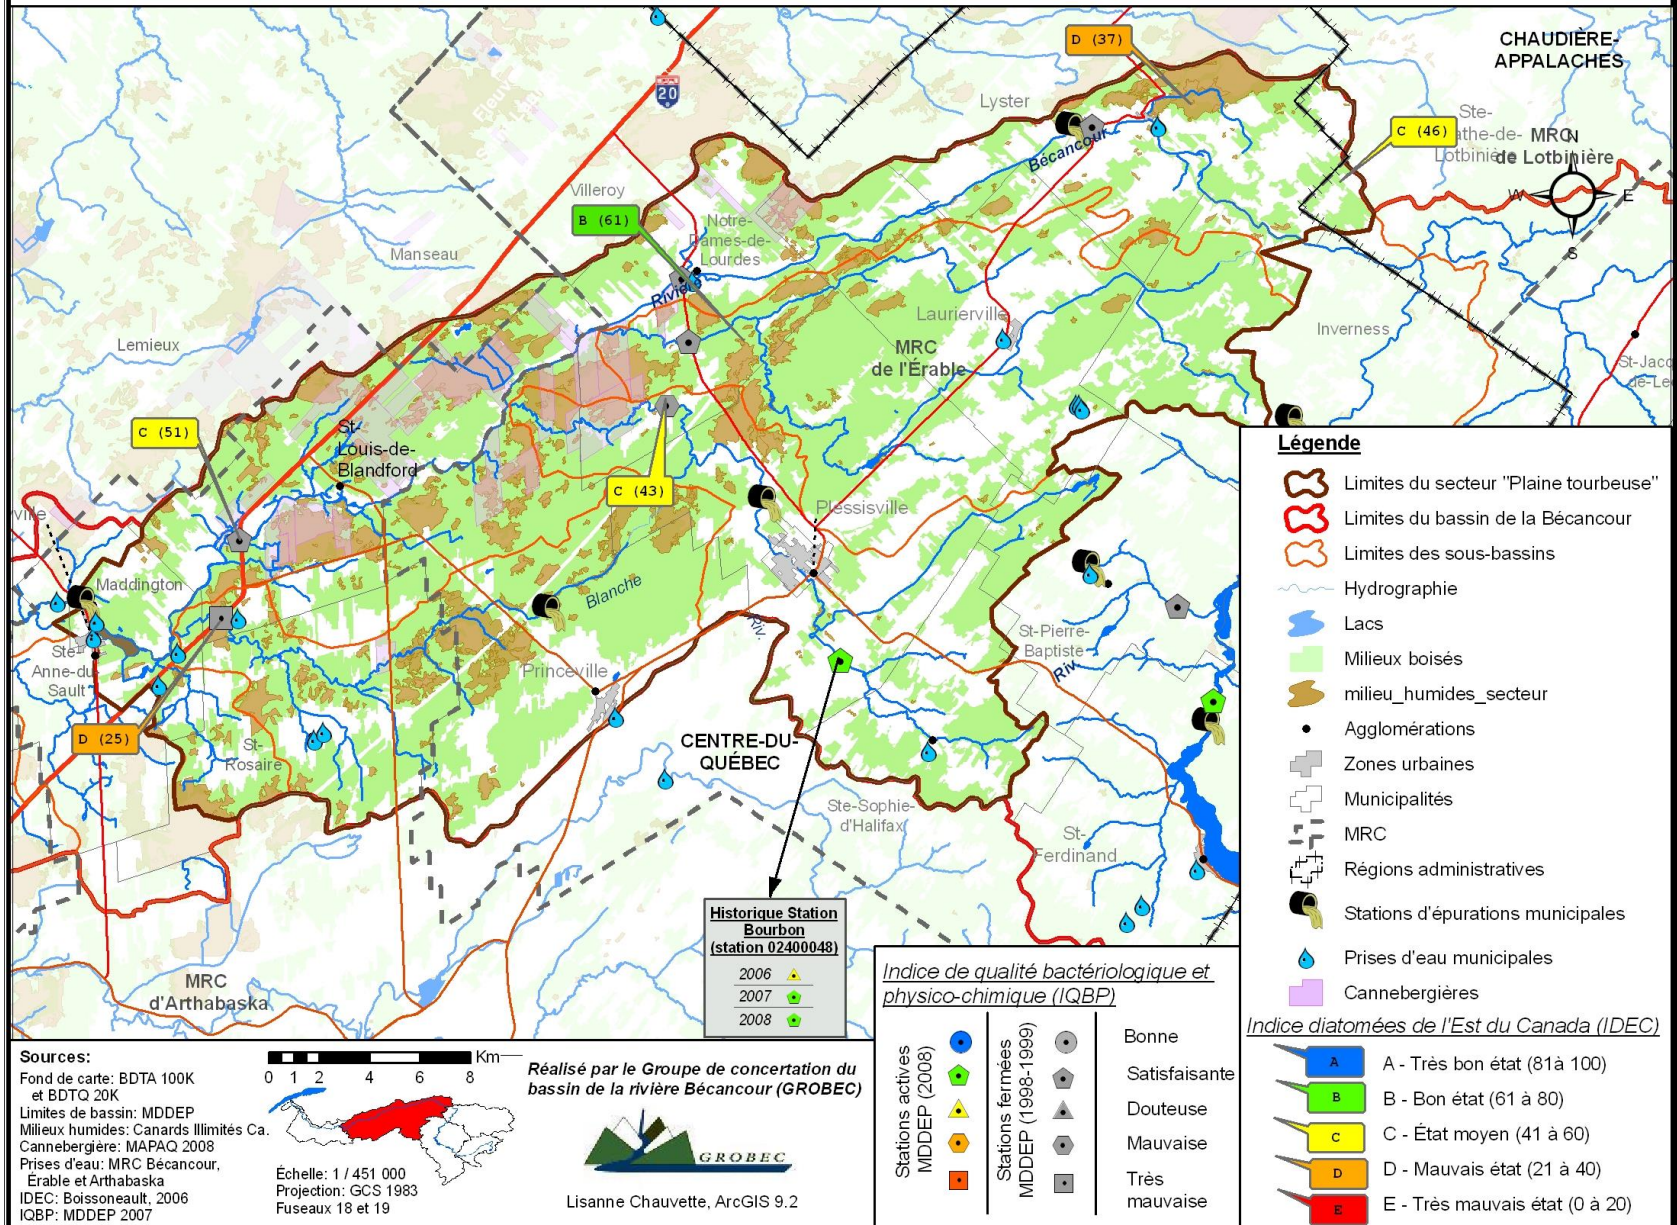 D (37)
CHAUDIÈRE-
APPALACHES
20
Lyster
C (46)
Ste-
Lotbinière
MRC
de Lotbinière
N
W
E
S
Bécancour
Villeroy
B (61)
Notre-
Dames-de-
Lourdes
Manseau
Rivière
Laurierville
MRC
de l'Érable
Inverness
Lemieux
St-Jacq
de-Le
C (51)
St-
Louis-de-
Blandford
C (43)
Plessisville
ville
Maddington
Blanche
Riv.
St-Pierre-
Baptiste
Riv.
Ste-
Anne-du-
Sault
Princeville
D (25)
St-
Rosaire
CENTRE-DU-
QUÉBEC
Ste-Sophie-
d'Halifax
St-
Ferdinand
MRC
d'Arthabaska
Historique Station
Bourbon
(station 02400048)
2006
2007
2008
Légende
Limites du secteur "Plaine tourbeuse"
Limites du bassin de la Bécancour
Limites des sous-bassins
Hydrographie
Lacs
Milieux boisés
milieu_humides_secteur
Agglomérations
Zones urbaines
Municipalités
MRC
Régions administratives
Stations d'épurations municipales
Prises d'eau municipales
Cannebergières
Indice diatomées de l'Est du Canada (IDEC)
A A - Très bon état (81à 100)
B B - Bon état (61 à 80)
C C - État moyen (41 à 60)
D D - Mauvais état (21 à 40)
E E - Très mauvais état (0 à 20)
Indice de qualité bactériologique et
physico-chimique (IQBP)
Stations actives
MDDEP (2008)
Stations fermées
MDDEP (1998-1999)
Bonne
Satisfaisante
Douteuse
Mauvaise
Très
mauvaise
Sources:
Fond de carte: BDTA 100K
et BDTQ 20K
Limites de bassin: MDDEP
Milieux humides: Canards Illimités Ca.
Cannebergière: MAPAQ 2008
Prises d'eau: MRC Bécancour,
Érable et Arthabaska
IDEC: Boissoneault, 2006
IQBP: MDDEP 2007
Km
0 1 2 4 6 8
Échelle: 1 / 451 000
Projection: GCS 1983
Fuseaux 18 et 19
Réalisé par le Groupe de concertation du
bassin de la rivière Bécancour (GROBEC)
GROBEC
Lisanne Chauvette, ArcGIS 9.2